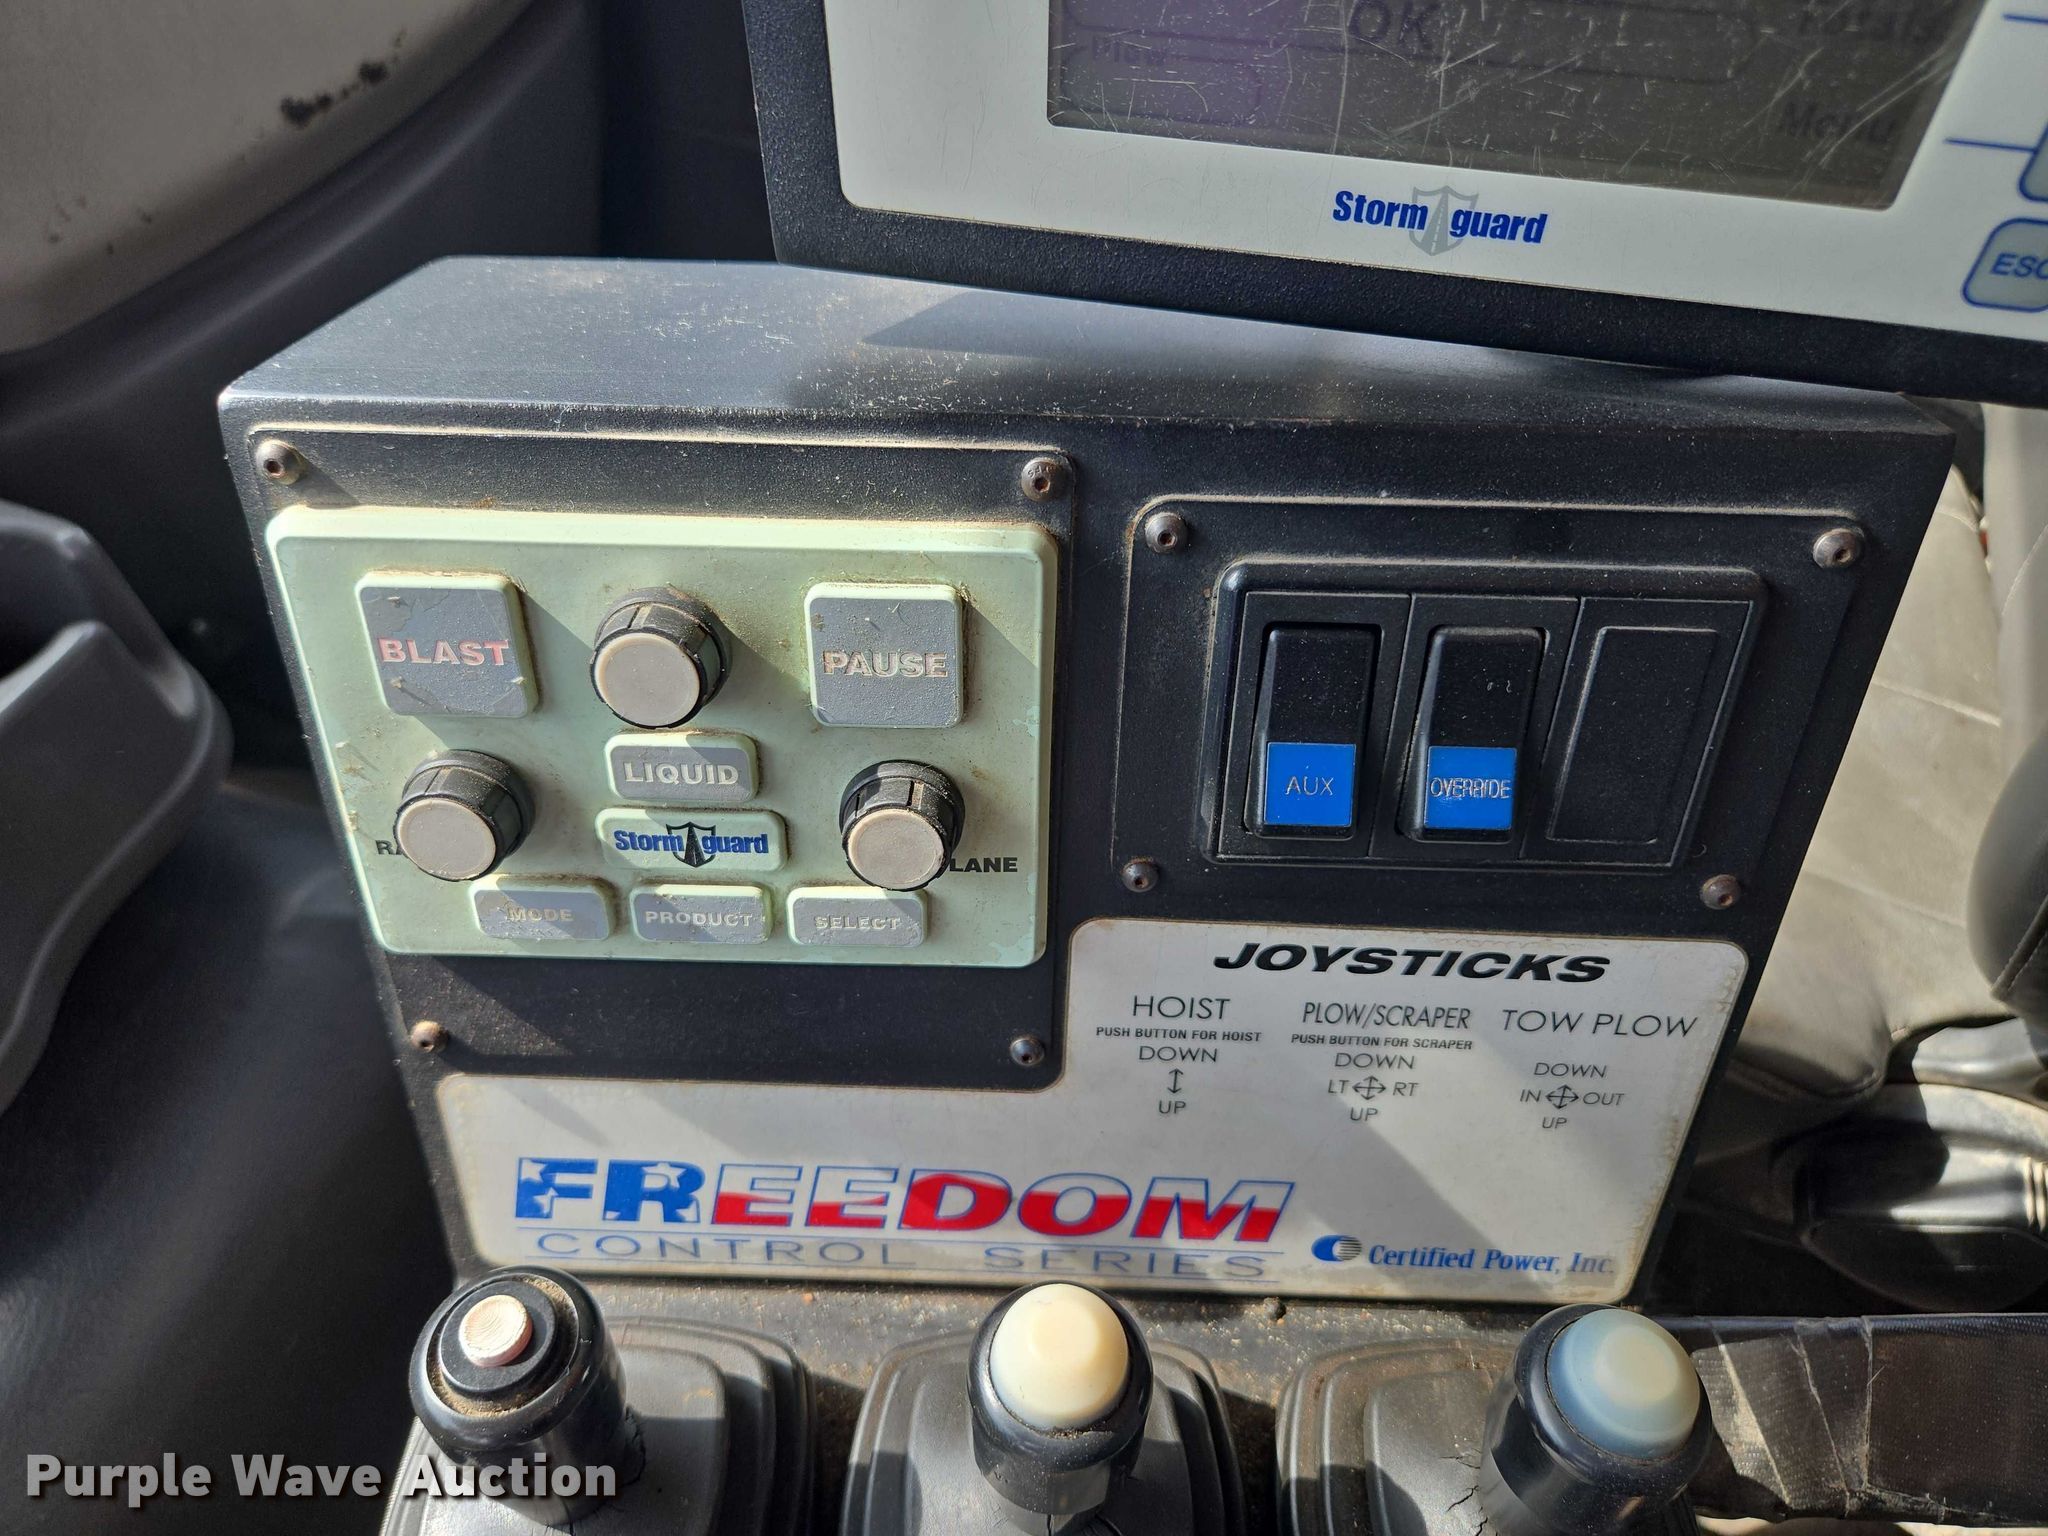 OK
Plow
Menu
Storm guard
ESC
BLAST
PAUSE
LIQUID
Storm guard
LANE
MODE
PRODUCT
SELECT
AUX
OVERRIDE
JOYSTICKS
HOIST
PUSH BUTTON FOR HOIST
DOWN
UP
PLOW/SCRAPER
PUSH BUTTON FOR SCRAPER
DOWN
LT RT
UP
TOW PLOW
DOWN
IN OUT
UP
FREEDOM
CONTROL SERIES
Certified Power, Inc.
Purple Wave Auction